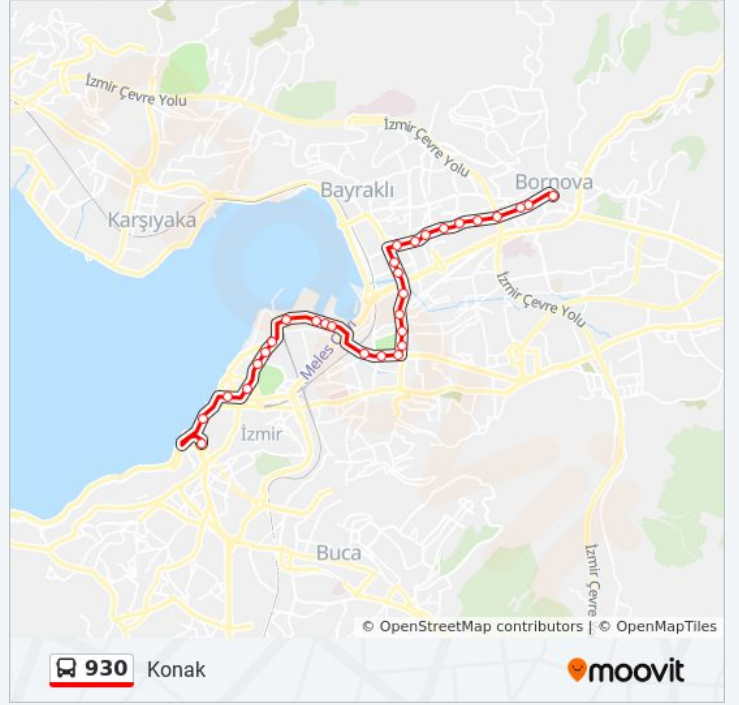 İzmir Çevre Yolu
İzmir Çevre Yolu
Bornova
Bayraklı
Karşıyaka
İzmir Çevre Yolu
Meles Çayı
İzmir
Buca
İzmir Çevre
© OpenStreetMap contributors | © OpenMapTiles
930 Konak
moovit